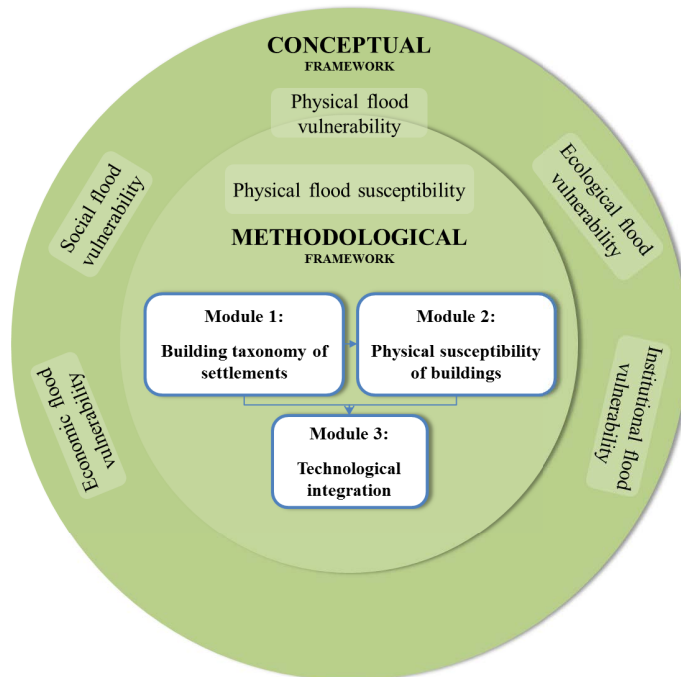 CONCEPTUAL
FRAMEWORK
Physical flood
vulnerability
Social flood
vulnerability
Ecological flood
vulnerability
Economic flood
vulnerability
Institutional flood
vulnerability
Physical flood susceptibility
METHODOLOGICAL
FRAMEWORK
Module 1:
Building taxonomy of
settlements
Module 2:
Physical susceptibility
of buildings
Module 3:
Technological
integration